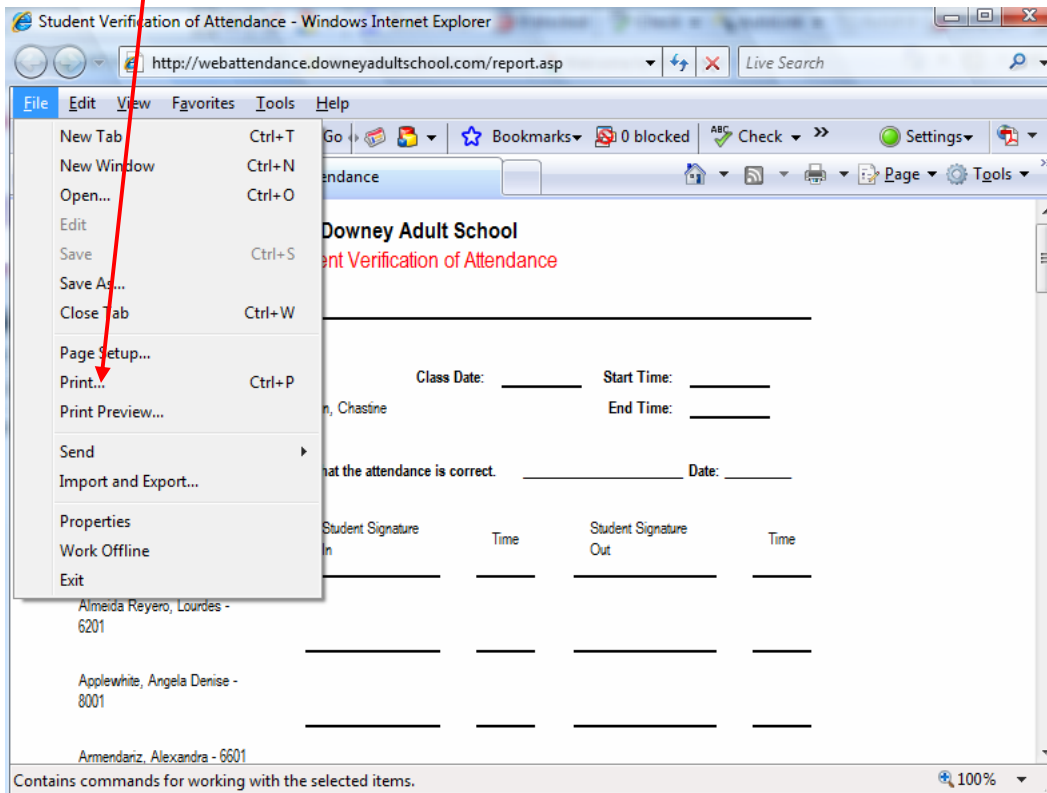 Student Verification of Attendance - Windows Internet Explorer
http://webattendance.downeyadultschool.com/report.asp Live Search
File Edit View Favorites Tools Help
New Tab Ctrl+T
New Window Ctrl+N
Open... Ctrl+O
Edit
Save Ctrl+S
Save As...
Close Tab Ctrl+W
Page Setup...
Print... Ctrl+P
Print Preview...
Send
Import and Export...
Properties
Work Offline
Exit
Go Bookmarks 0 blocked ABC Check » Settings
endance Page Tools »
Downey Adult School
ent Verification of Attendance
Class Date: Start Time:
n, Chastine End Time:
hat the attendance is correct. Date:
Student Signature Time Student Signature Time
In Out
Almeida Reyero, Lourdes -
6201
Applewhite, Angela Denise -
8001
Armendariz, Alexandra - 6601
Contains commands for working with the selected items. 100%